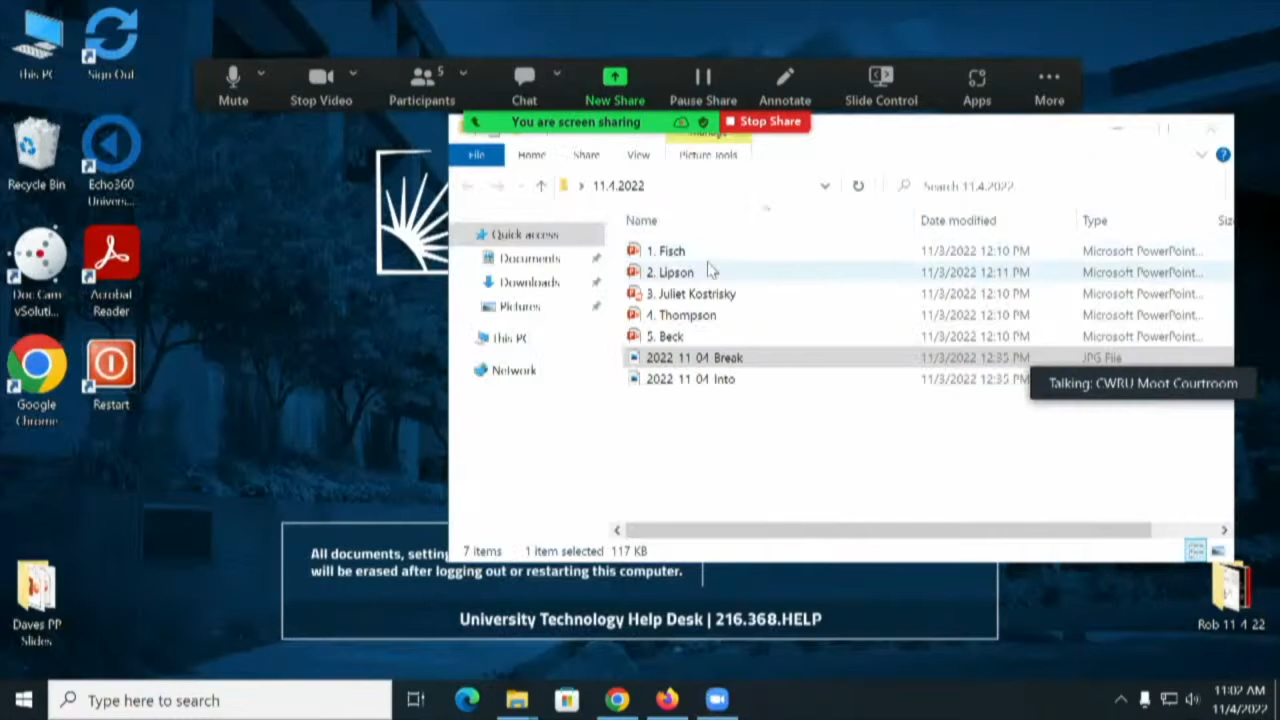 This PC
Sign Out
Mute
Stop Video
5
Participants
Chat
New Share
Pause Share
Annotate
Slide Control
Apps
More
You are screen sharing
Stop Share
File
Home
Share
View
Picture Tools
11.4.2022
Search 11.4.2022
Recycle Bin
Echo360
Univers...
Quick access
Documents
Downloads
Pictures
This PC
Network
Name
Date modified
Type
Siz
1. Fisch
11/3/2022 12:10 PM
Microsoft PowerPoint...
2. Lipson
11/3/2022 12:11 PM
Microsoft PowerPoint...
3. Juliet Kostrisky
11/3/2022 12:10 PM
Microsoft PowerPoint...
4. Thompson
11/3/2022 12:10 PM
Microsoft PowerPoint...
5. Beck
11/3/2022 12:10 PM
Microsoft PowerPoint...
2022 11 04 Break
11/3/2022 12:35 PM
JPG File
2022 11 04 Into
11/3/2022 12:35 PM
Talking: CWRU Moot Courtroom
Doc Cam
vSoluti...
Acrobat
Reader
Google
Chrome
Restart
7 items
1 item selected 117 KB
All documents, setting
will be erased after logging out or restarting this computer.
University Technology Help Desk | 216.368.HELP
Daves PP
Slides
Rob 11 4 22
Type here to search
11:02 AM
11/4/2022